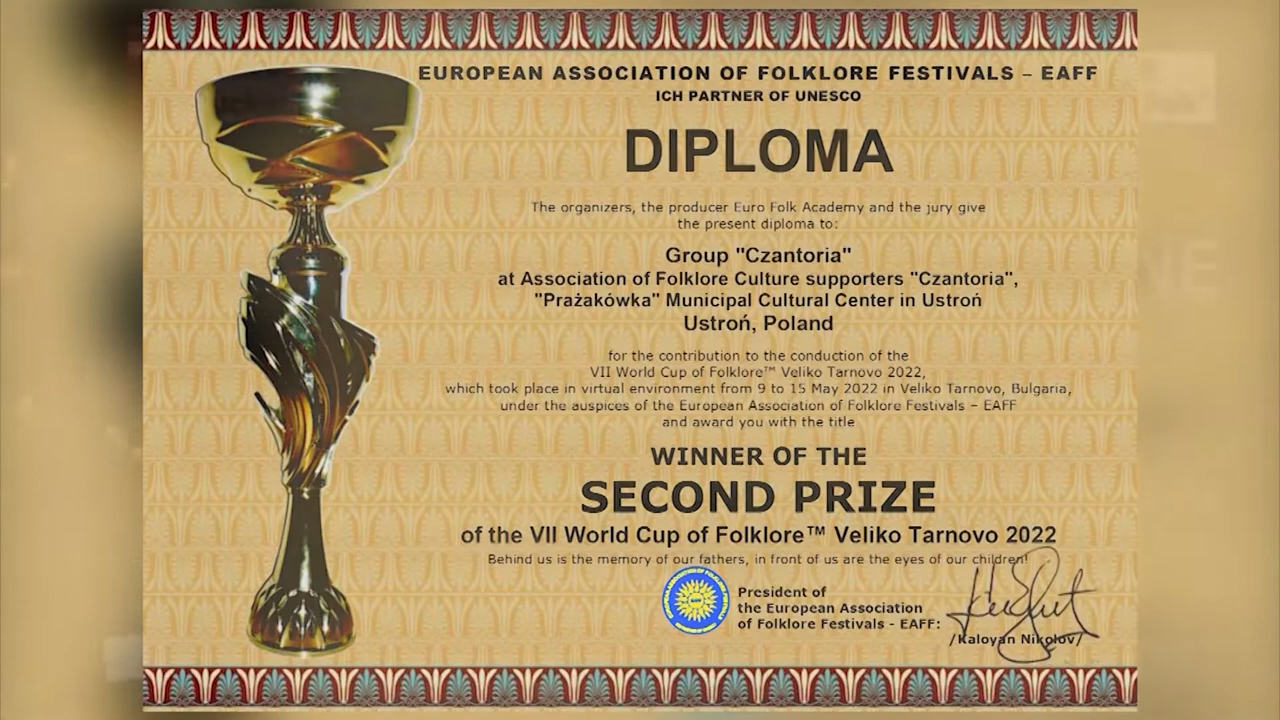 EUROPEAN ASSOCIATION OF FOLKLORE FESTIVALS – EAFF
ICH PARTNER OF UNESCO
DIPLOMA
The organizers, the producer Euro Folk Academy and the jury give
the present diploma to:
Group "Czantoria"
at Association of Folklore Culture supporters "Czantoria",
"Prażakówka" Municipal Cultural Center in Ustroń
Ustroń, Poland
for the contribution to the conduction of the
VII World Cup of Folklore™ Veliko Tarnovo 2022,
which took place in virtual environment from 9 to 15 May 2022 in Veliko Tarnovo, Bulgaria,
under the auspices of the European Association of Folklore Festivals – EAFF
and award you with the title
WINNER OF THE
SECOND PRIZE
of the VII World Cup of Folklore™ Veliko Tarnovo 2022
Behind us is the memory of our fathers, in front of us are the eyes of our children!
President of
the European Association
of Folklore Festivals - EAFF:
/Kaloyan Nikolov/